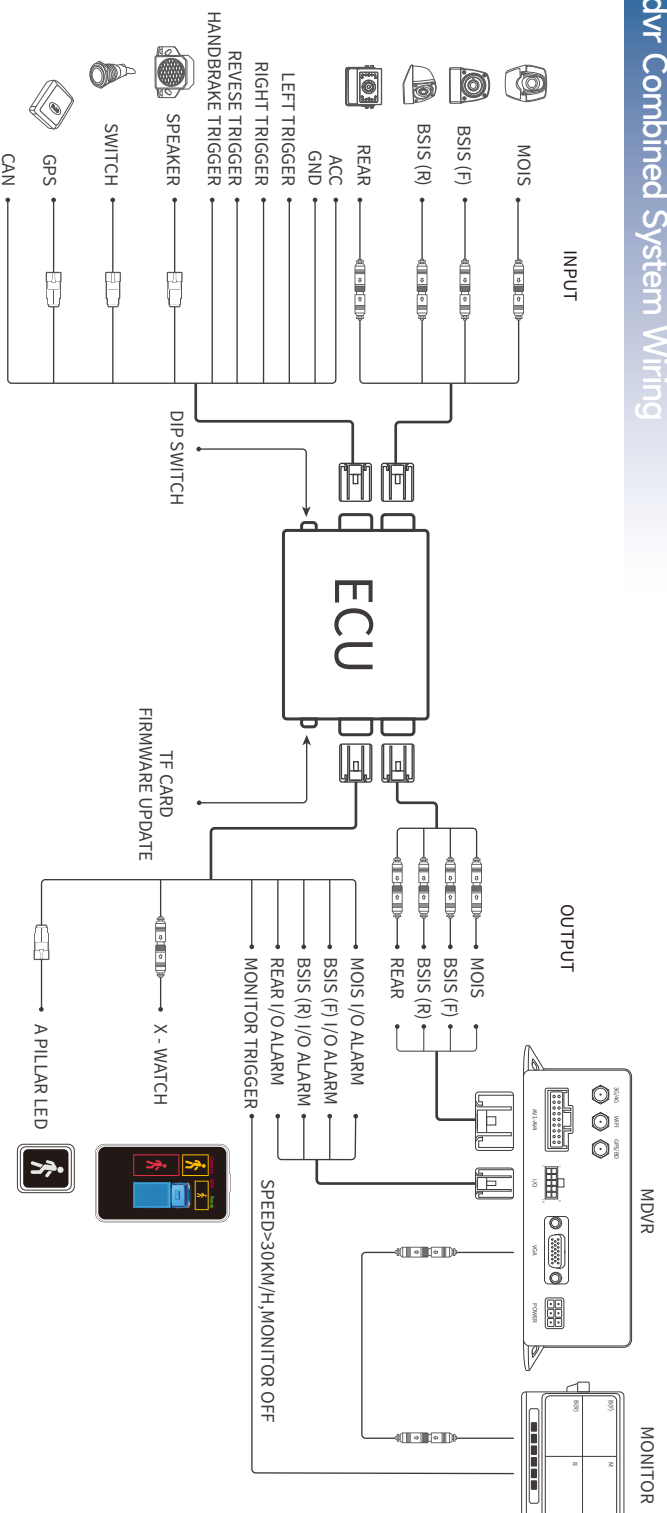 dvr Combined System Wiring
INPUT
MOIS
BSIS (F)
BSIS (R)
REAR
ACC
GND
LEFT TRIGGER
RIGHT TRIGGER
REVESE TRIGGER
HANDBRAKE TRIGGER
SPEAKER
SWITCH
GPS
CAN
DIP SWITCH
ECU
TF CARD
FIRMWARE UPDATE
OUTPUT
MOIS
BSIS (F)
BSIS (R)
REAR
MOIS I/O ALARM
BSIS (F) I/O ALARM
BSIS (R) I/O ALARM
REAR I/O ALARM
MONITOR TRIGGER
X - WATCH
A PILLAR LED
SPEED>30KM/H,MONITOR OFF
MDVR
3G/4G
WIFI
GPS/BD
AV1-AV4
I/O
VGA
POWER
MONITOR
B(F)
M
B(R)
R